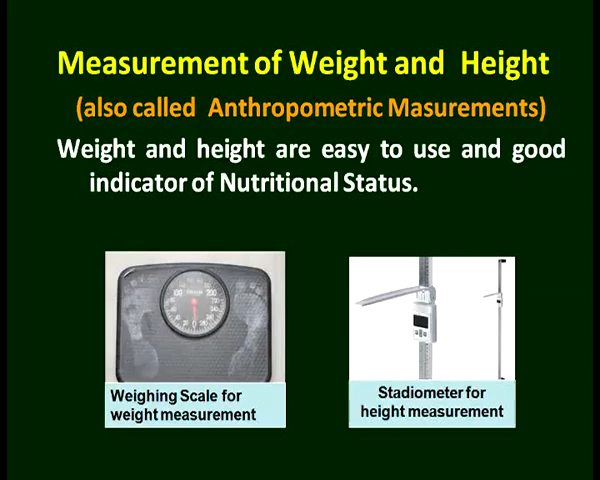 Measurement of Weight and Height
(also called Anthropometric Masurements)
Weight and height are easy to use and good
indicator of Nutritional Status.
Weighing Scale for
weight measurement
Stadiometer for
height measurement